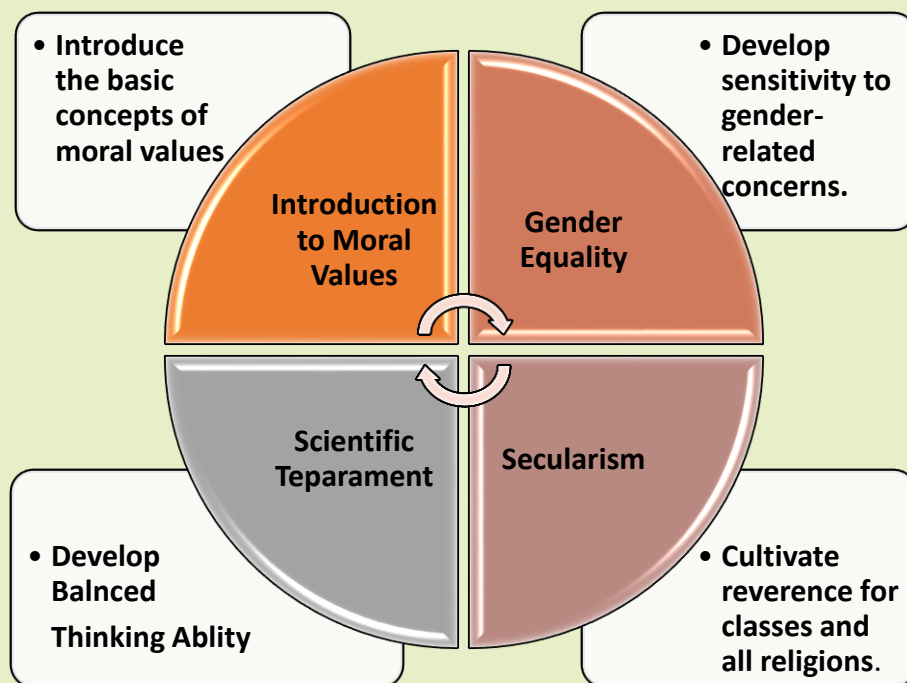 • Introduce
the basic
concepts of
moral values
Introduction
to Moral
Values
• Develop
sensitivity to
gender-
related
concerns.
Gender
Equality
Scientific
Teparament
• Develop
Balnced
Thinking Ablity
Secularism
• Cultivate
reverence for
classes and
all religions.